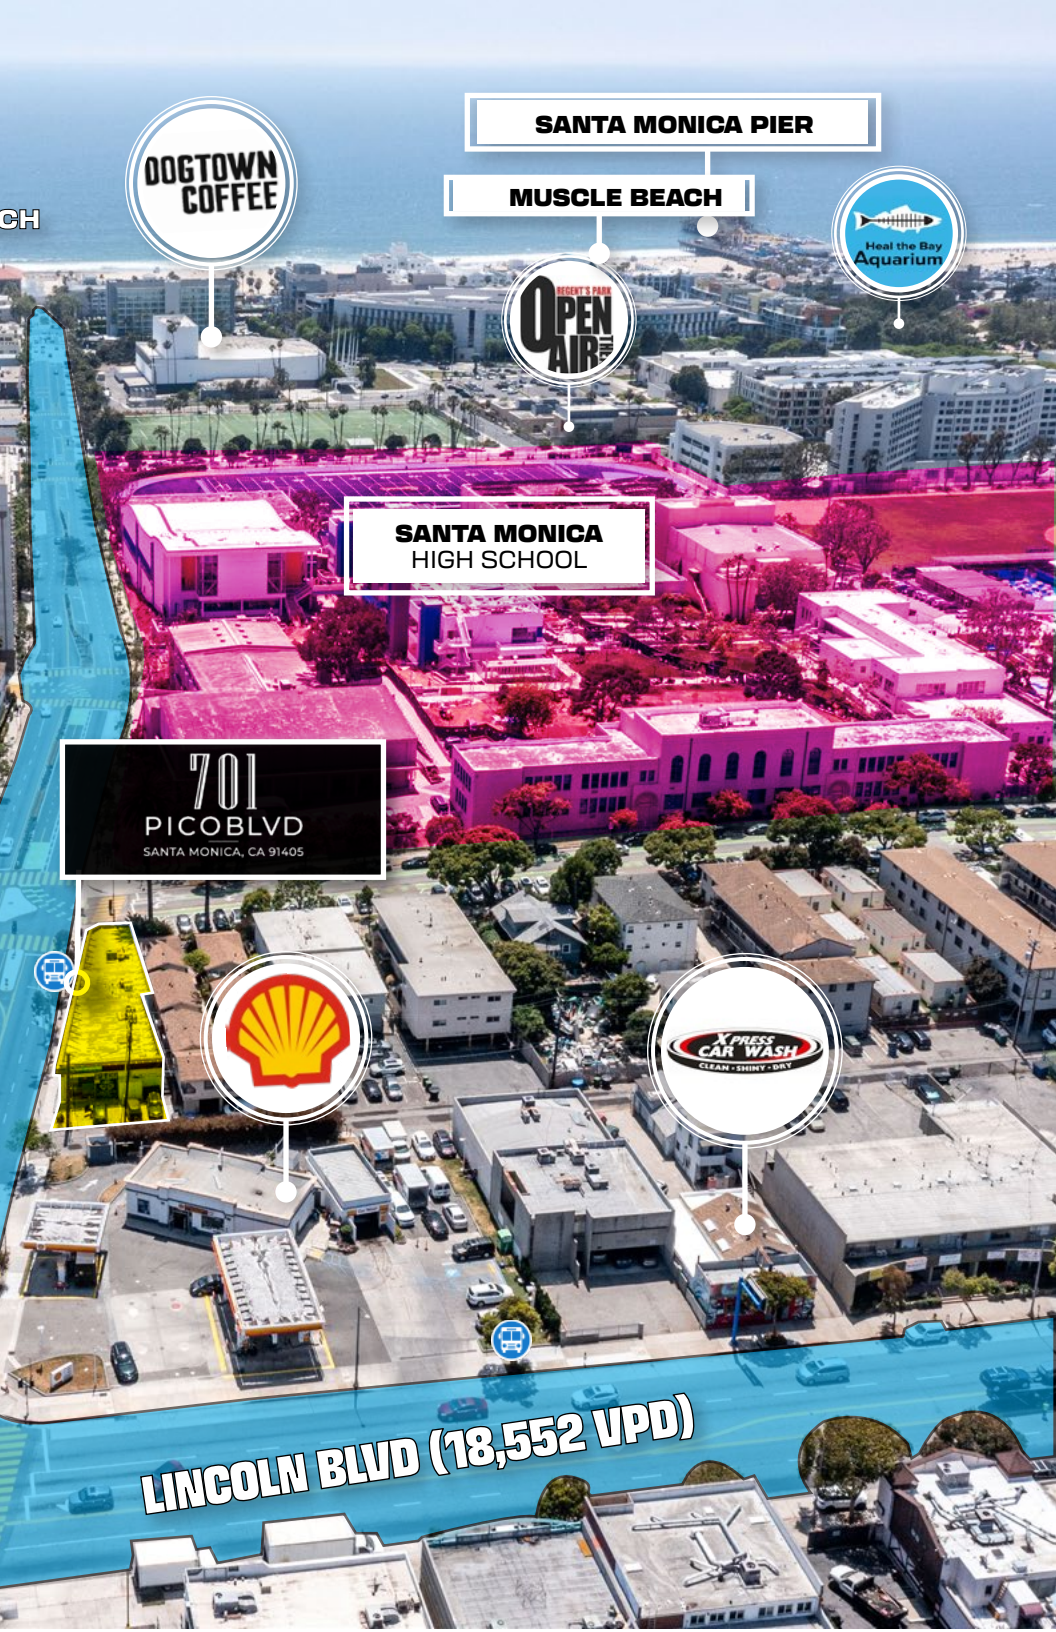 SANTA MONICA PIER
DOGTOWN
COFFEE
MUSCLE BEACH
CH
Heal the Bay
Aquarium
REGENT'S PARK
OPEN
AIR
THE
SANTA MONICA
HIGH SCHOOL
701
PICOBLVD
SANTA MONICA, CA 91405
XPRESS
CAR WASH
CLEAN • SHINY • DRY
LINCOLN BLVD (18,552 VPD)